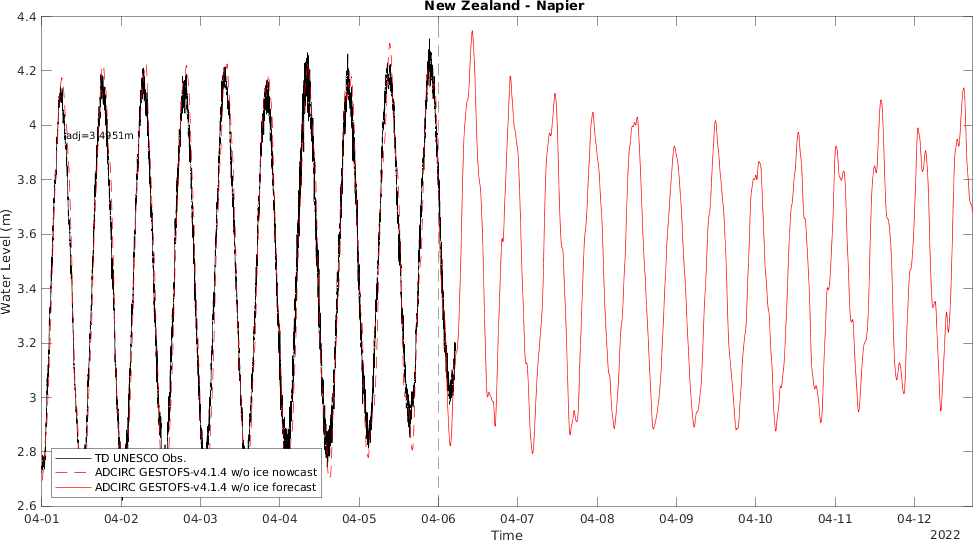 New Zealand - Napier
4.4
4.2
4
3.8
3.6
3.4
3.2
3
2.8
2.6
Water Level (m)
adj=3.4951m
TD UNESCO Obs.
ADCIRC GESTOFS-v4.1.4 w/o ice nowcast
ADCIRC GESTOFS-v4.1.4 w/o ice forecast
04-01 04-02 04-03 04-04 04-05 04-06 04-07 04-08 04-09 04-10 04-11 04-12
Time
2022